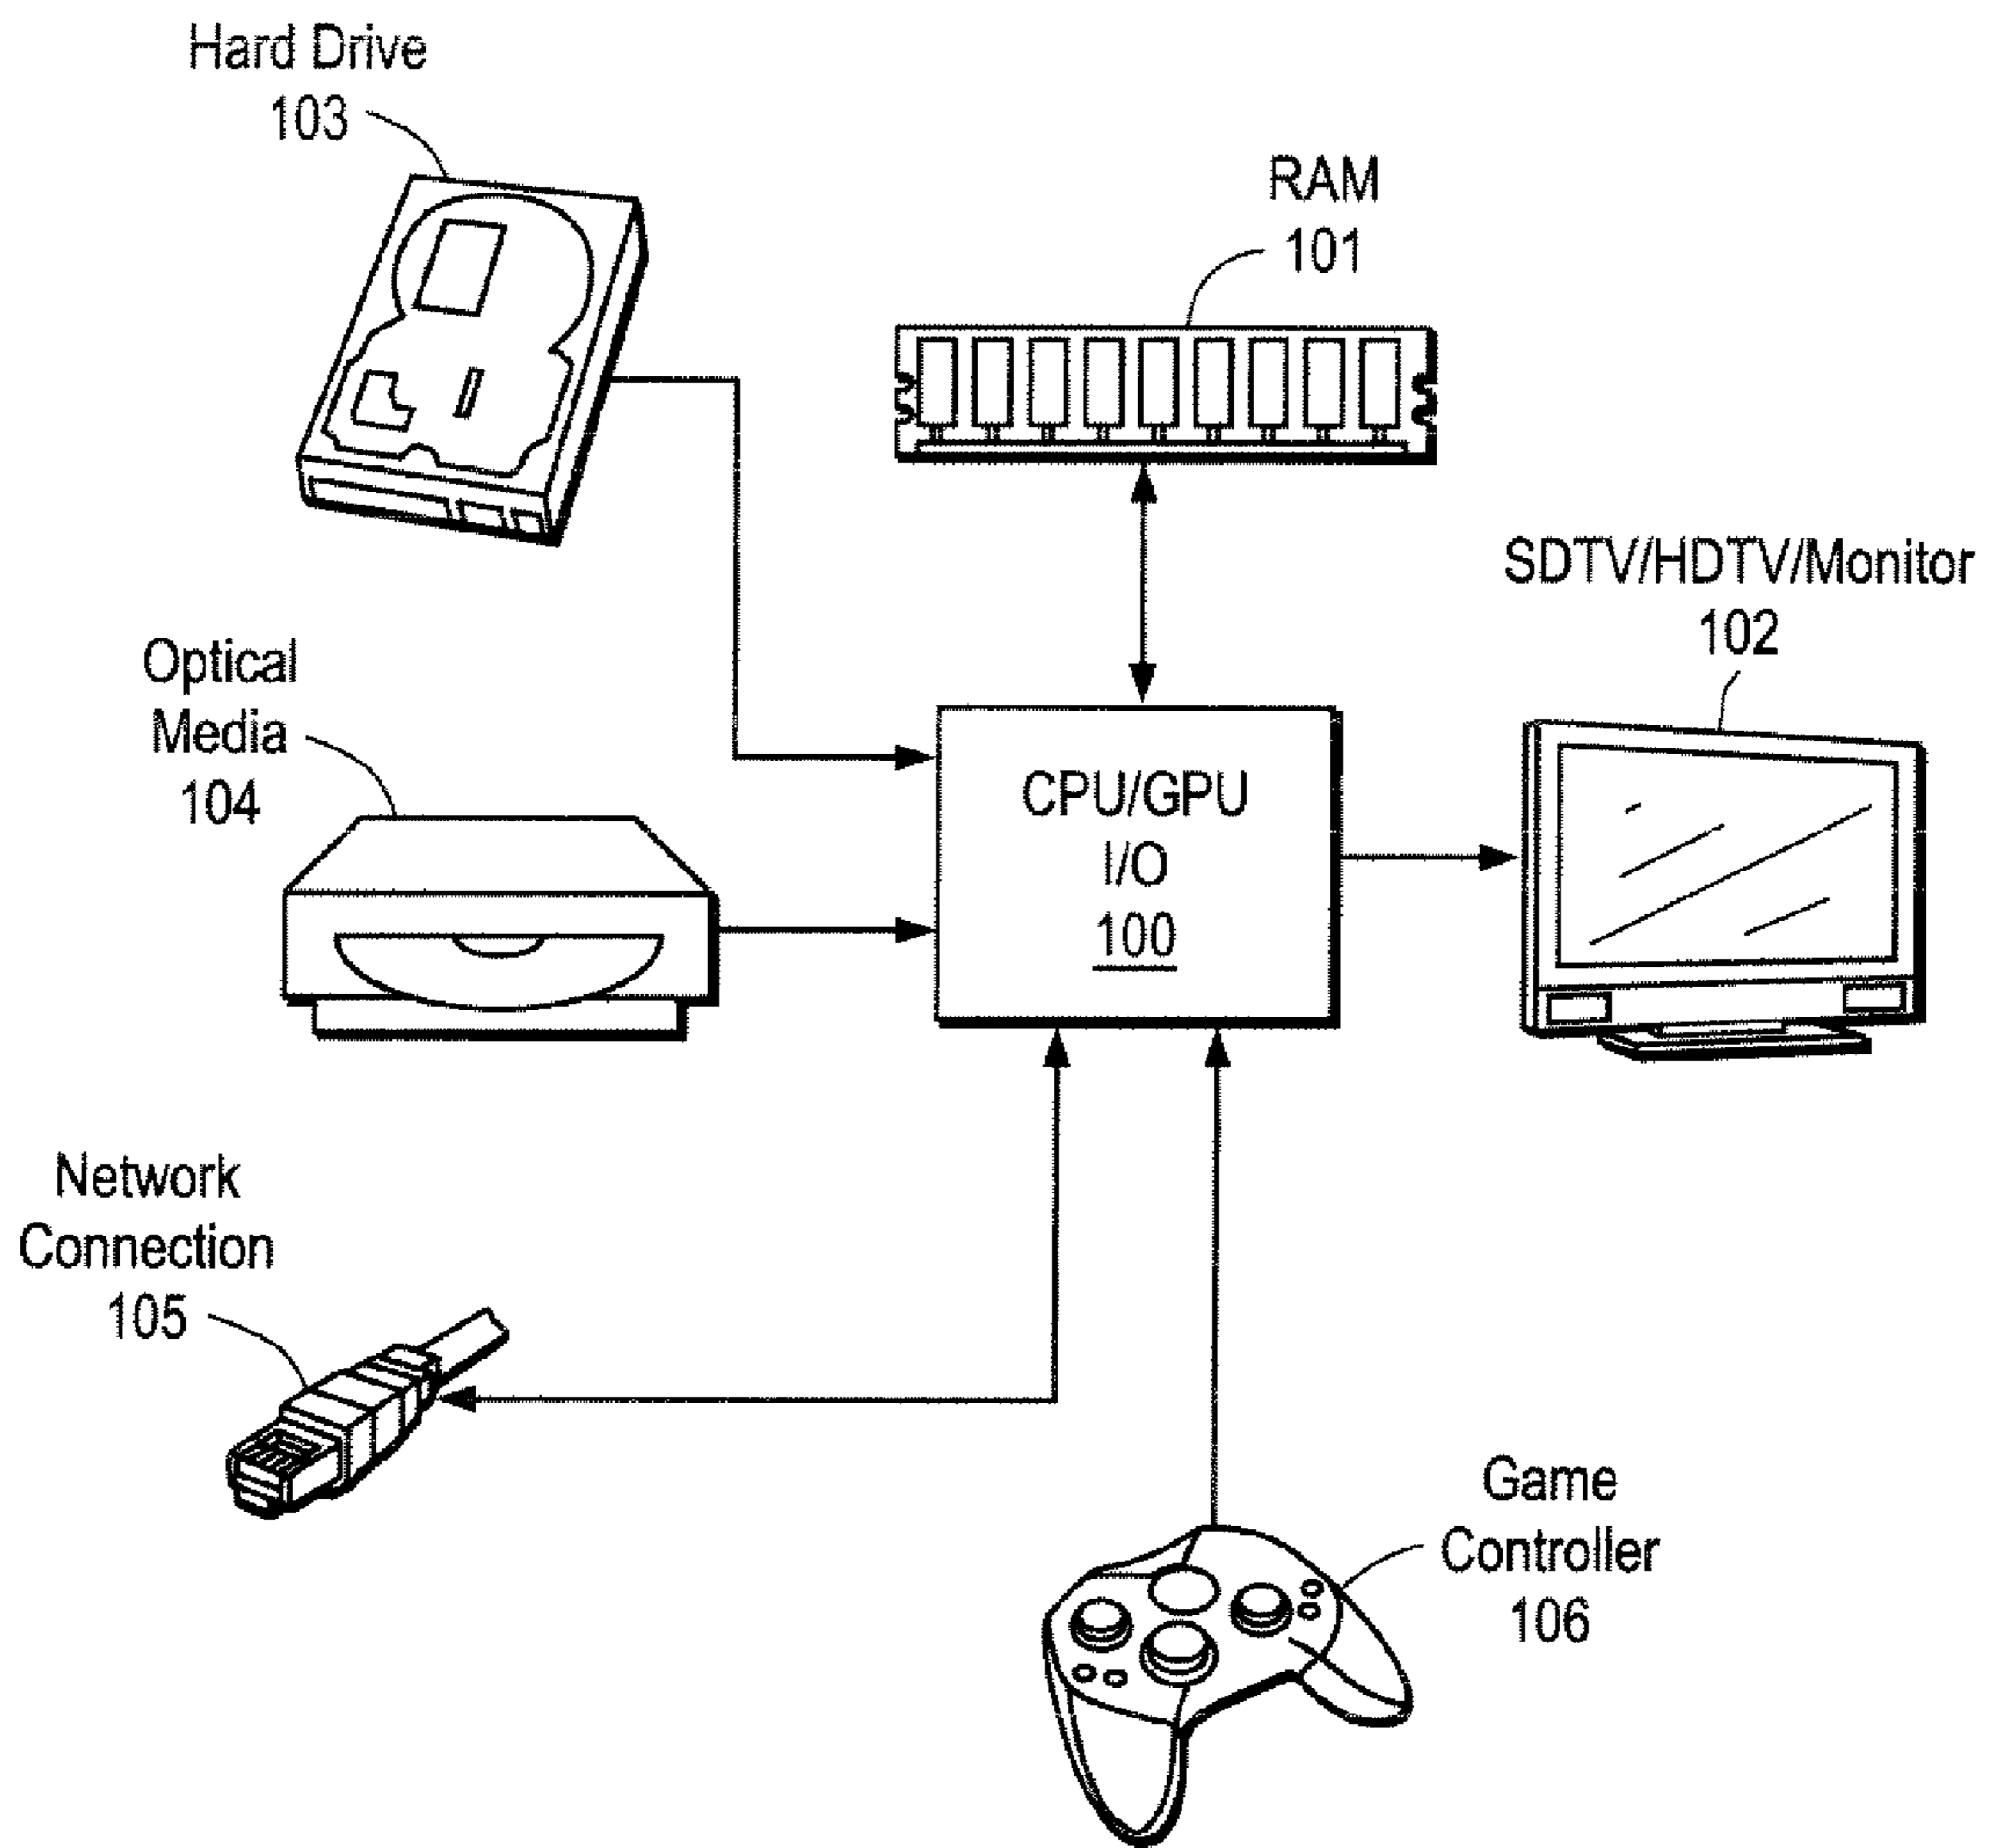 Hard Drive
103
RAM
101
SDTV/HDTV/Monitor
102
Optical
Media
104
CPU/GPU
I/O
100
Network
Connection
105
Game
Controller
106